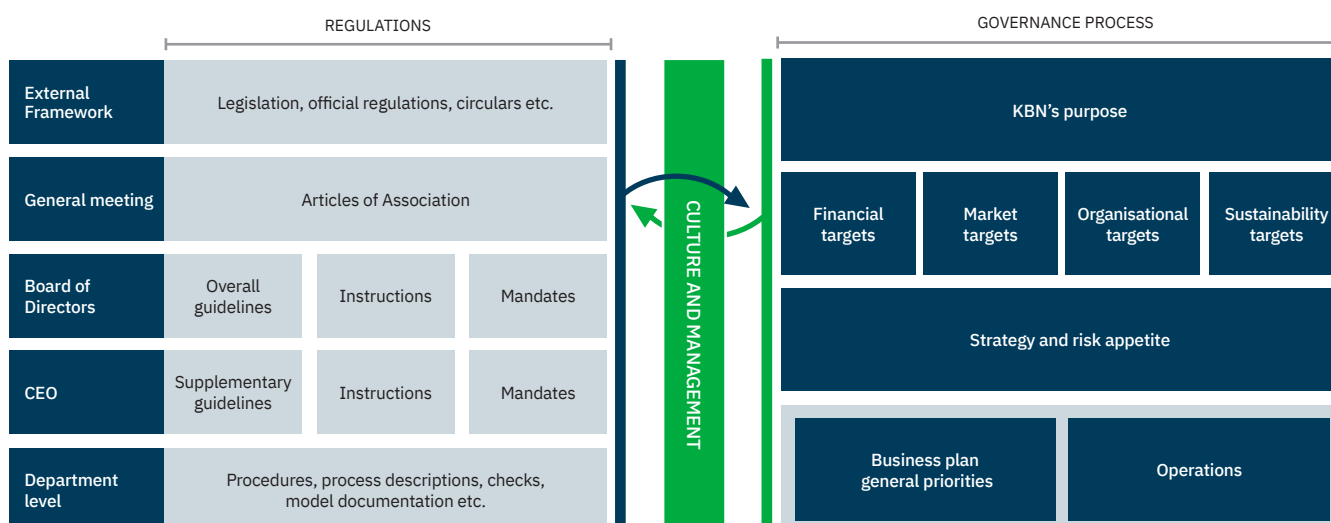 REGULATIONS
External
Framework
Legislation, official regulations, circulars etc.
General meeting
Articles of Association
Board of
Directors
Overall
guidelines
Instructions
Mandates
CEO
Supplementary
guidelines
Instructions
Mandates
Department
level
Procedures, process descriptions, checks,
model documentation etc.
CULTURE AND MANAGEMENT
GOVERNANCE PROCESS
KBN’s purpose
Financial
targets
Market
targets
Organisational
targets
Sustainability
targets
Strategy and risk appetite
Business plan
general priorities
Operations